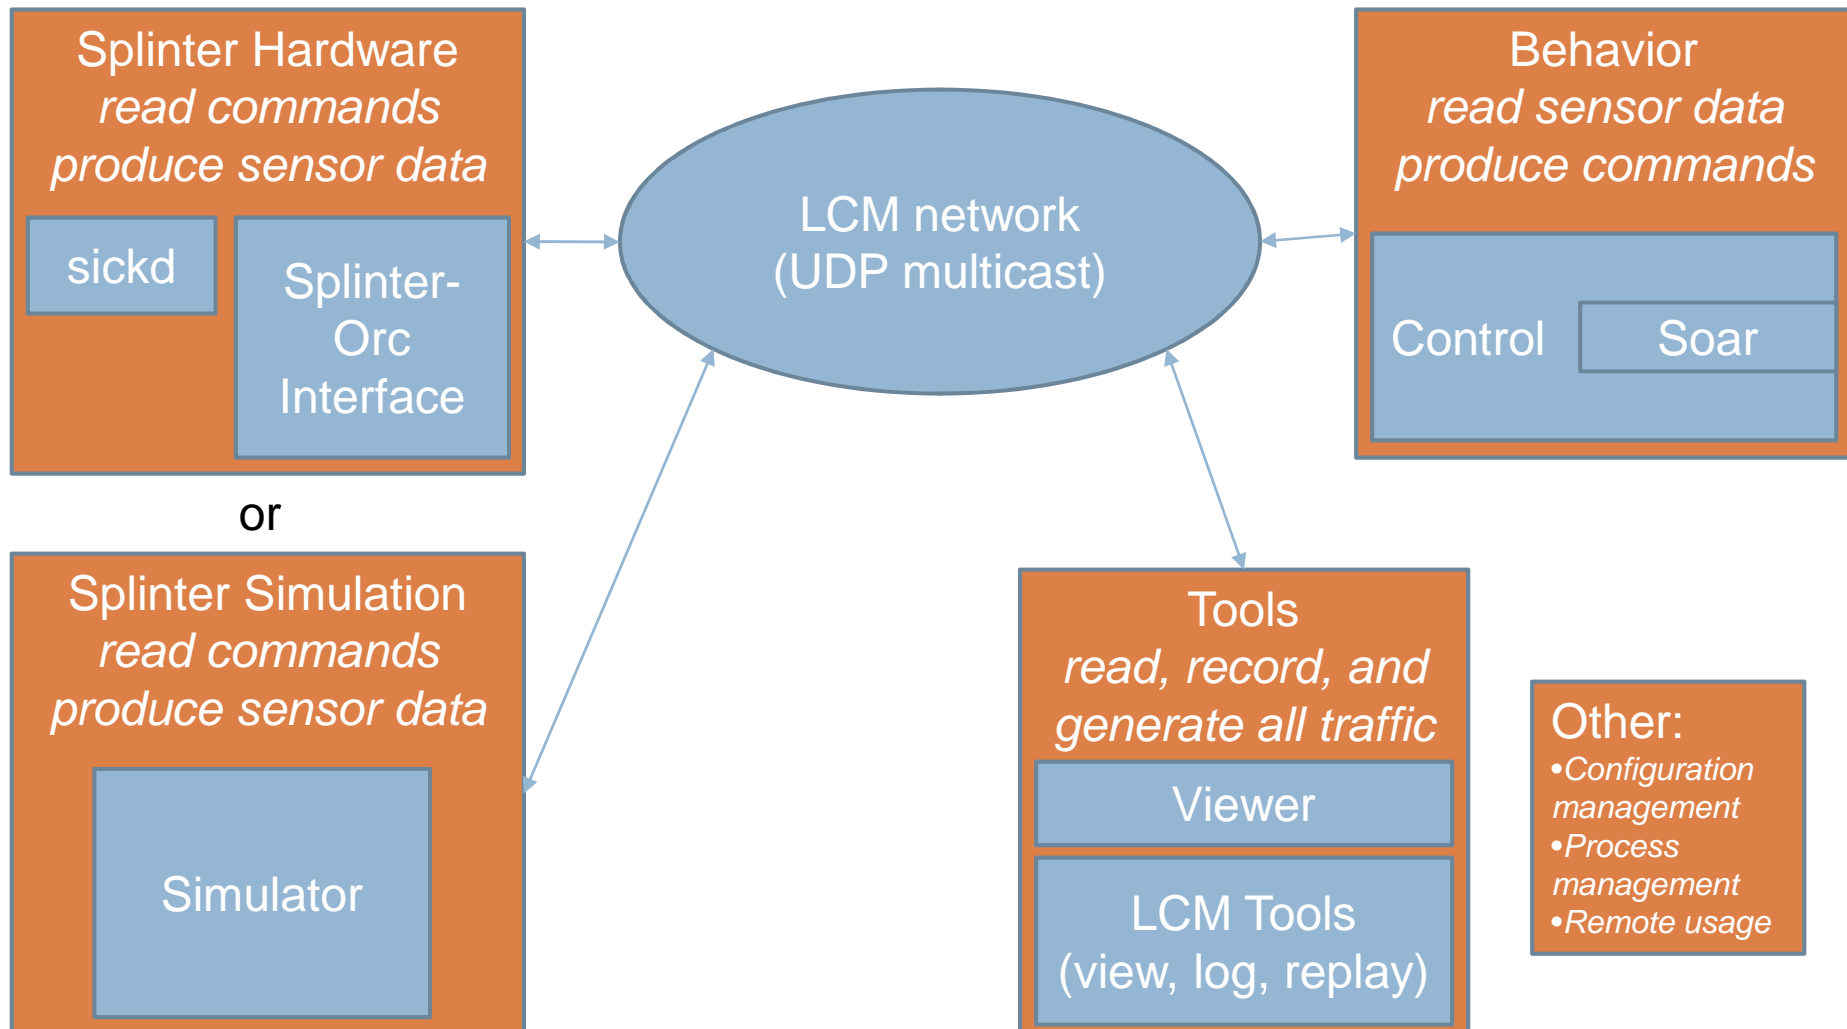 Splinter Hardware
read commands
produce sensor data
sickd
Splinter-
Orc
Interface
or
Splinter Simulation
read commands
produce sensor data
Simulator
LCM network
(UDP multicast)
Behavior
read sensor data
produce commands
Control
Soar
Tools
read, record, and
generate all traffic
Viewer
LCM Tools
(view, log, replay)
Other:
•Configuration
management
•Process
management
•Remote usage